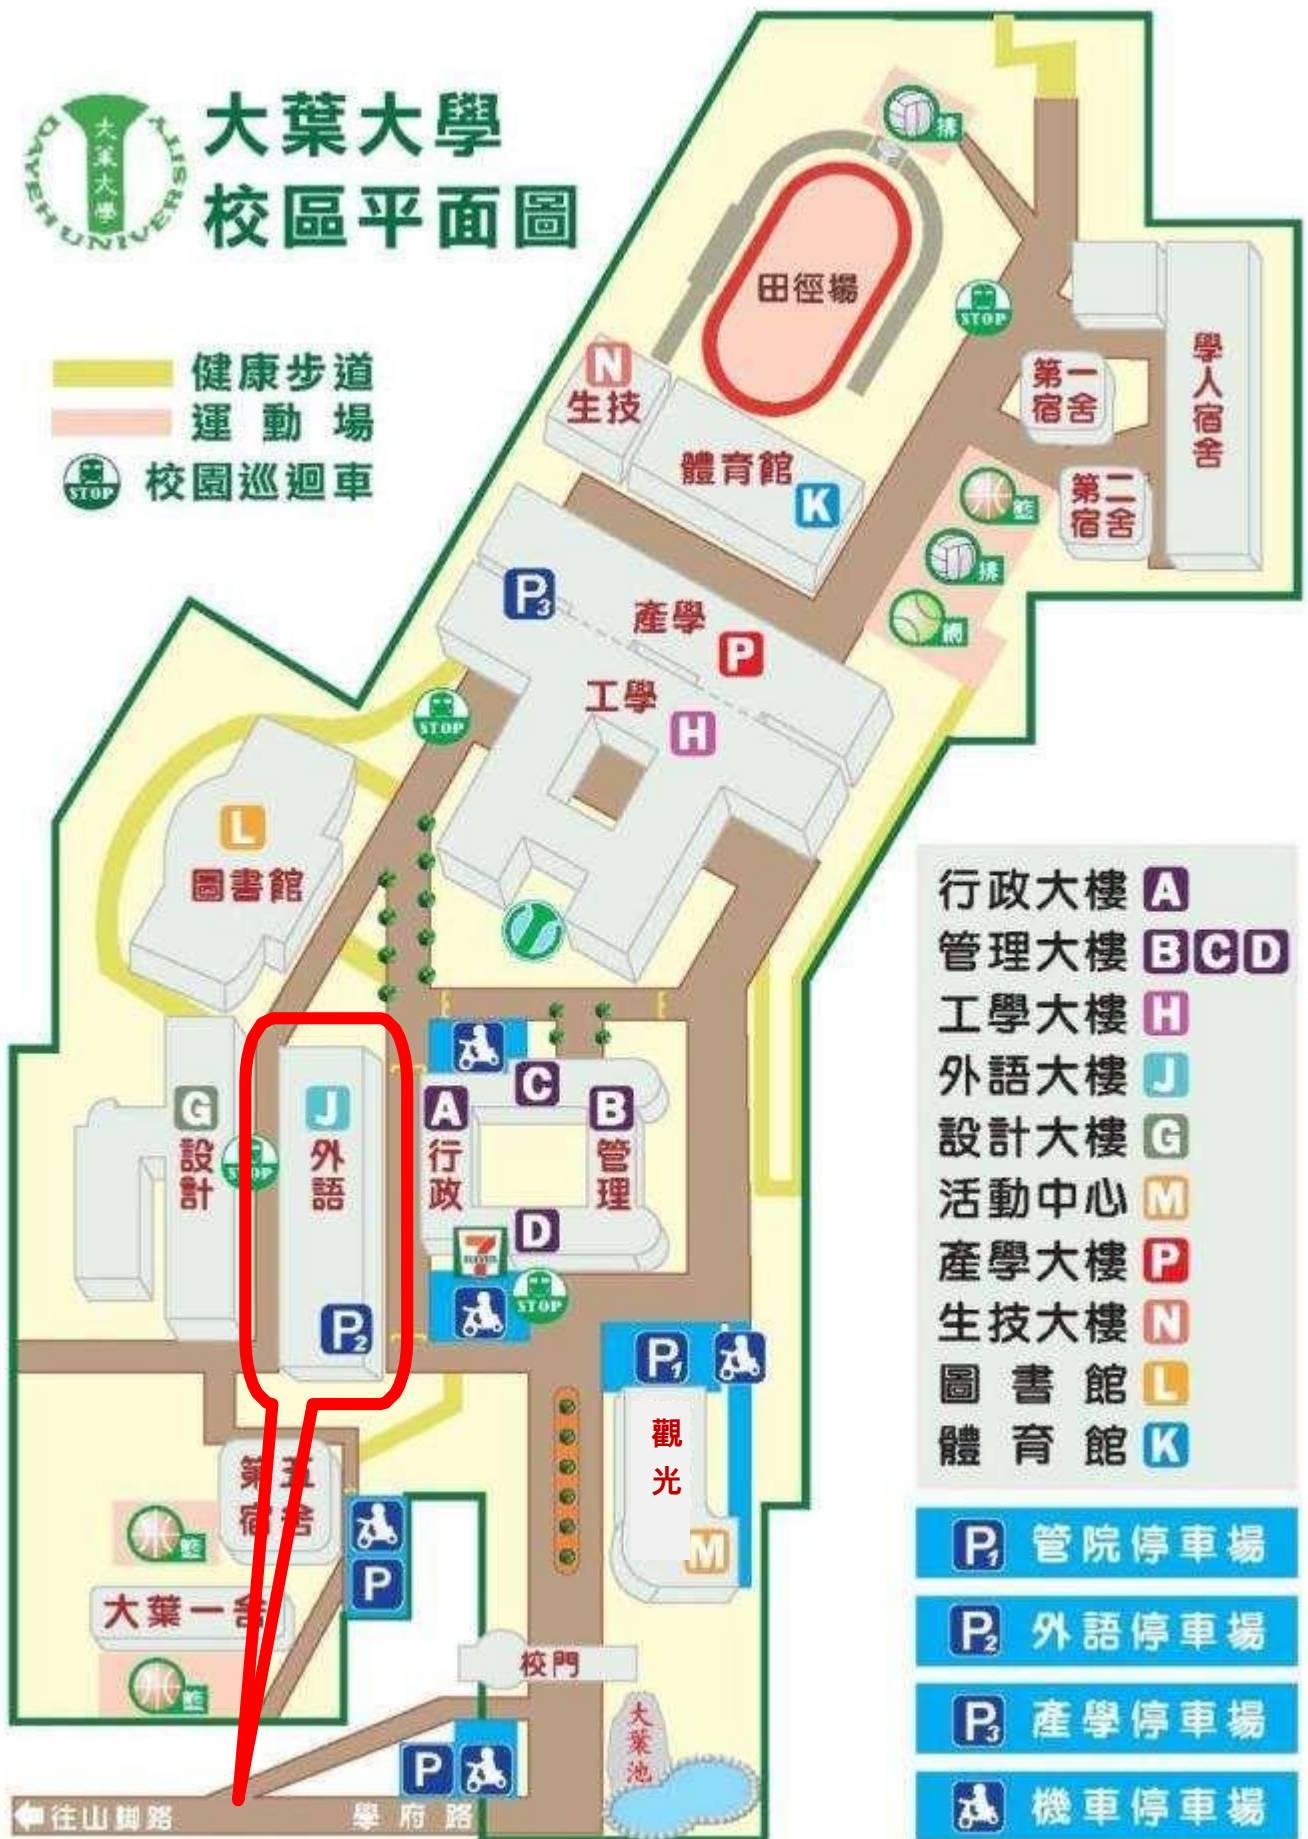 大葉大學
DAYEH UNIVERSITY
大葉大學
校區平面圖
健康步道
運動場
STOP 校園巡迴車
排
田徑場
STOP
學人宿舍
第一
宿舍
第二
宿舍
N
生技
體育館
K
籃
排
網
P3
產學
P
工學
H
STOP
L
圖書館
G
設計
STOP
J
外語
P2
A
行政
C
B
管理
D
7
ELEVEN
STOP
P1
觀光
M
第五
宿舍
籃
P
大葉一舍
籃
校門
大葉池
P
往山腳路
學府路
行政大樓 A
管理大樓 B C D
工學大樓 H
外語大樓 J
設計大樓 G
活動中心 M
產學大樓 P
生技大樓 N
圖書館 L
體育館 K
P1 管院停車場
P2 外語停車場
P3 產學停車場
機車停車場